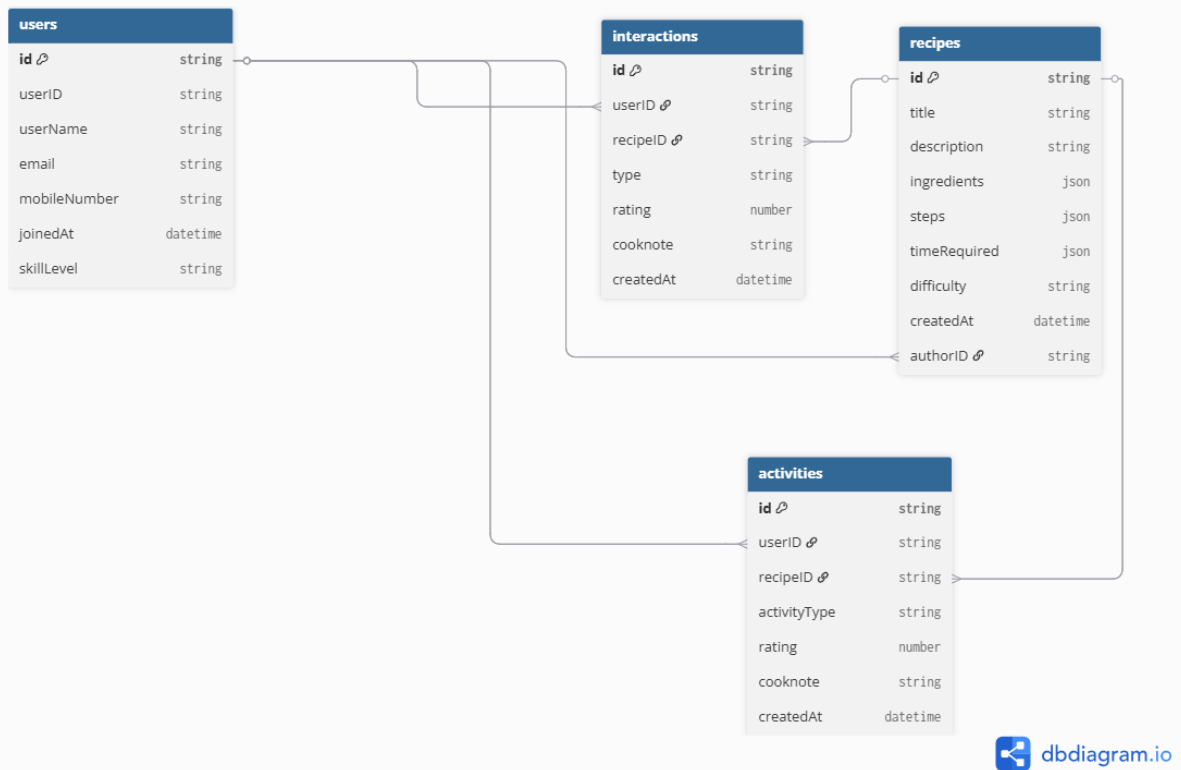 users
id string
userID string
userName string
email string
mobileNumber string
joinedAt datetime
skillLevel string
interactions
id string
userID string
recipeID string
type string
rating number
cooknote string
createdAt datetime
recipes
id string
title string
description string
ingredients json
steps json
timeRequired json
difficulty string
createdAt datetime
authorID string
activities
id string
userID string
recipeID string
activityType string
rating number
cooknote string
createdAt datetime
dbdiagram.io